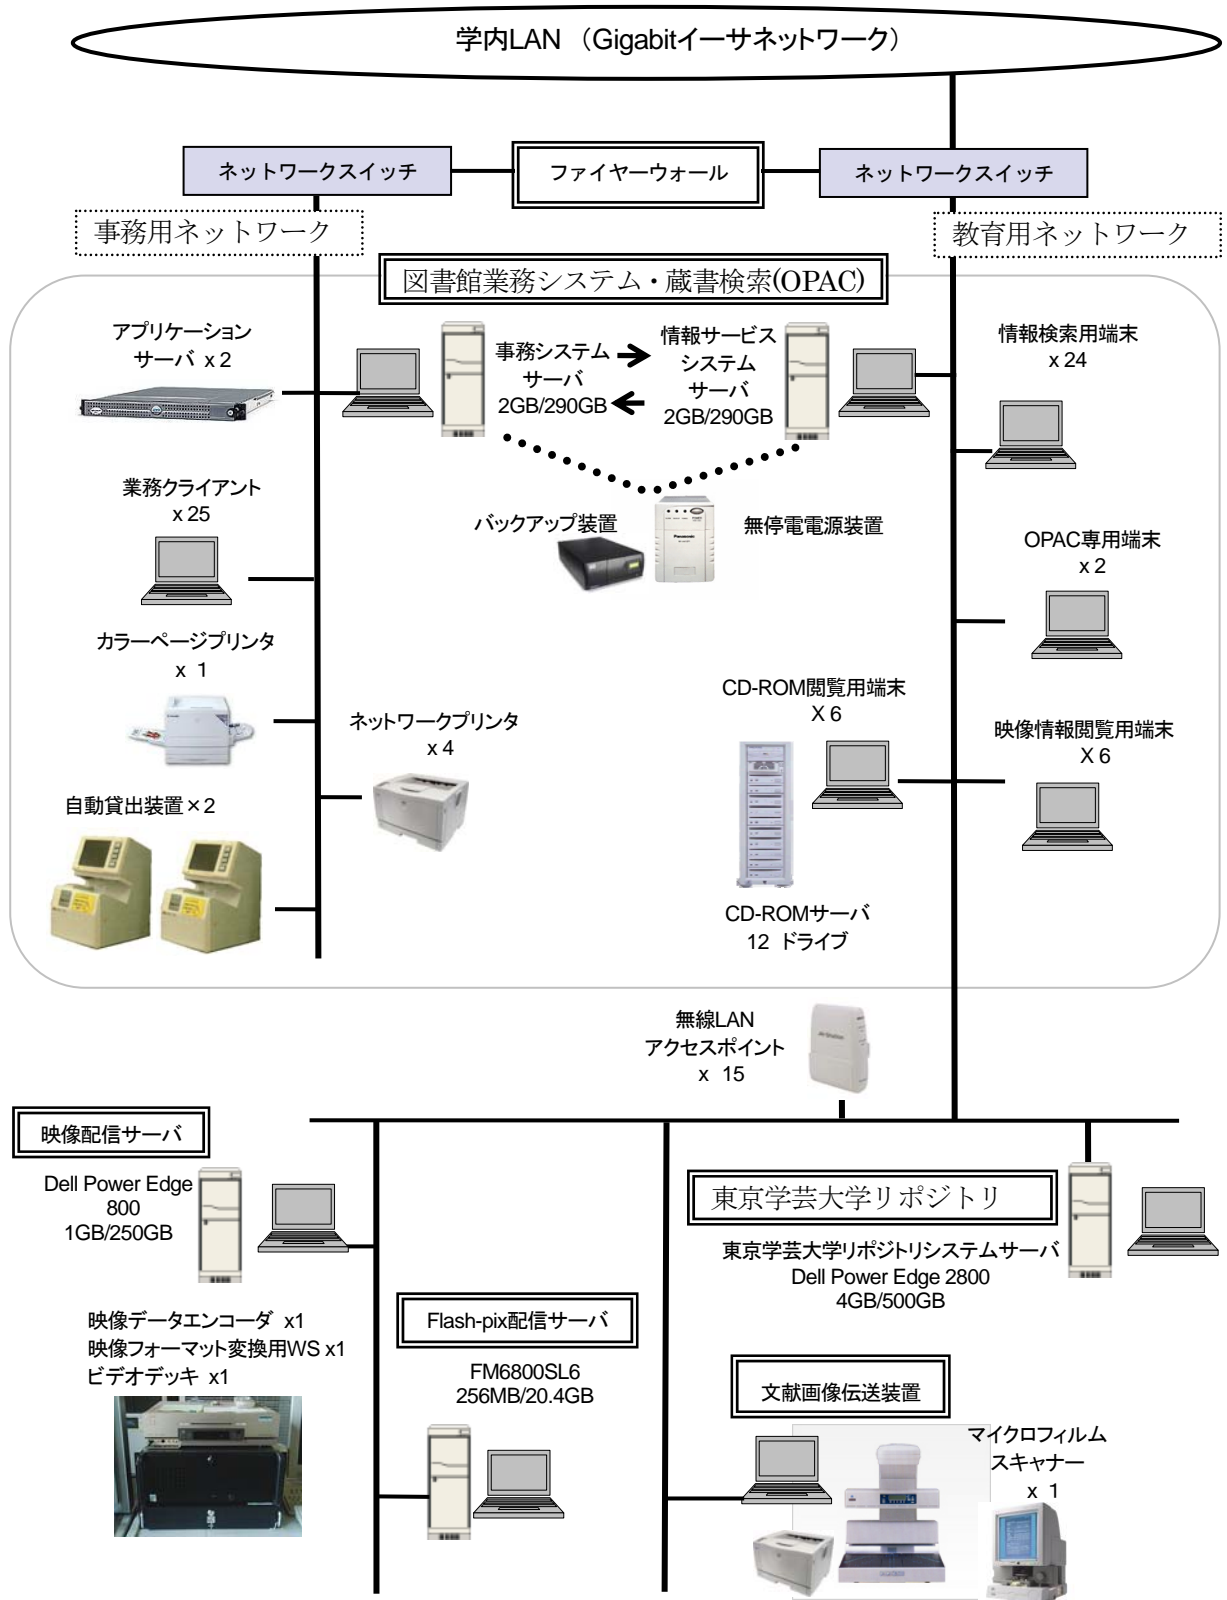 学内LAN （Gigabitイーサネットワーク）
ネットワークスイッチ
ファイヤーウォール
ネットワークスイッチ
事務用ネットワーク
教育用ネットワーク
図書館業務システム・蔵書検索(OPAC)
アプリケーション
サーバ x 2
事務システム
サーバ
2GB/290GB
情報サービス
システム
サーバ
2GB/290GB
情報検索用端末
x 24
業務クライアント
x 25
バックアップ装置
Panasonic
無停電電源装置
OPAC専用端末
x 2
カラーページプリンタ
x 1
ネットワークプリンタ
x 4
CD-ROM閲覧用端末
X 6
映像情報閲覧用端末
X 6
自動貸出装置×2
CD-ROMサーバ
12 ドライブ
無線LAN
アクセスポイント
x 15
映像配信サーバ
Dell Power Edge
800
1GB/250GB
東京学芸大学リポジトリ
東京学芸大学リポジトリシステムサーバ
Dell Power Edge 2800
4GB/500GB
映像データエンコーダ x1
映像フォーマット変換用WS x1
ビデオデッキ x1
Flash-pix配信サーバ
FM6800SL6
256MB/20.4GB
文献画像伝送装置
マイクロフィルム
スキャナー
x 1